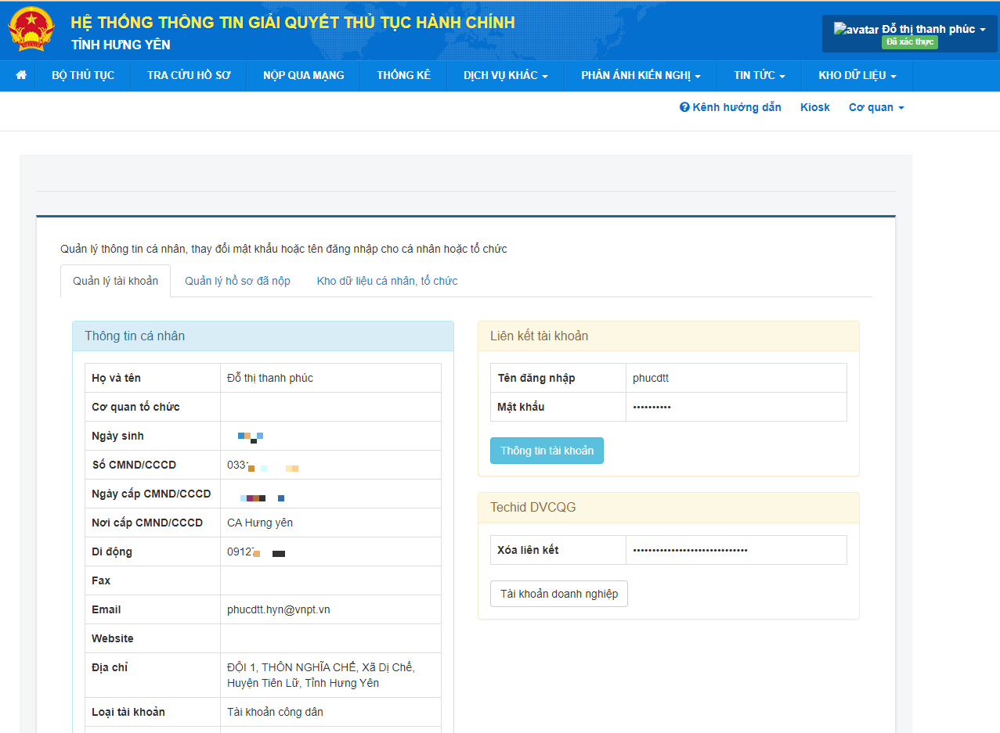 HỆ THỐNG THÔNG TIN GIẢI QUYẾT THỦ TỤC HÀNH CHÍNH
TỈNH HƯNG YÊN
avatar Đỗ thị thanh phúc
Đã xác thực
BỘ THỦ TỤC TRA CỨU HỒ SƠ NỘP QUA MẠNG THỐNG KÊ DỊCH VỤ KHÁC PHẢN ÁNH KIẾN NGHỊ TIN TỨC KHO DỮ LIỆU
Kênh hướng dẫn Kiosk Cơ quan
Quản lý thông tin cá nhân, thay đổi mật khẩu hoặc tên đăng nhập cho cá nhân hoặc tổ chức
Quản lý tài khoản Quản lý hồ sơ đã nộp Kho dữ liệu cá nhân, tổ chức
Thông tin cá nhân
Họ và tên Đỗ thị thanh phúc
Cơ quan tổ chức
Ngày sinh
Số CMND/CCCD 033
Ngày cấp CMND/CCCD
Nơi cấp CMND/CCCD CA Hưng yên
Di động 0912
Fax
Email phucdtt.hyn@vnpt.vn
Website
Địa chỉ ĐỘI 1, THÔN NGHĨA CHẾ, Xã Dị Chế,
Huyện Tiên Lữ, Tỉnh Hưng Yên
Loại tài khoản Tài khoản công dân
Liên kết tài khoản
Tên đăng nhập phucdtt
Mật khẩu ••••••••••
Thông tin tài khoản
Techid DVCQG
Xóa liên kết ••••••••••••••••••••••••••••••
Tài khoản doanh nghiệp